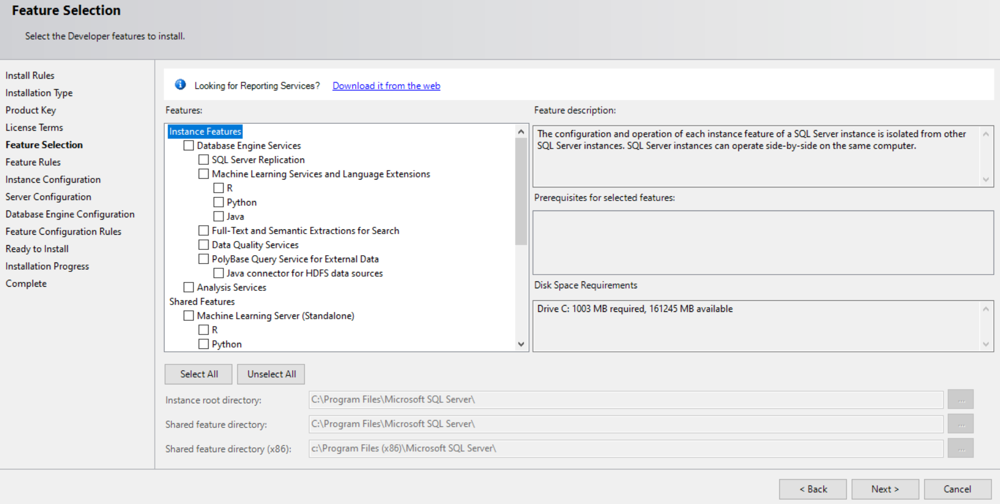 Feature Selection
Select the Developer features to install.
Install Rules
Installation Type
Product Key
License Terms
Feature Selection
Feature Rules
Instance Configuration
Server Configuration
Database Engine Configuration
Feature Configuration Rules
Ready to Install
Installation Progress
Complete
Looking for Reporting Services? Download it from the web
Features:
Instance Features
Database Engine Services
SQL Server Replication
Machine Learning Services and Language Extensions
R
Python
Java
Full-Text and Semantic Extractions for Search
Data Quality Services
PolyBase Query Service for External Data
Java connector for HDFS data sources
Analysis Services
Shared Features
Machine Learning Server (Standalone)
R
Python
Feature description:
The configuration and operation of each instance feature of a SQL Server instance is isolated from other
SQL Server instances. SQL Server instances can operate side-by-side on the same computer.
Prerequisites for selected features:
Disk Space Requirements
Drive C: 1003 MB required, 161245 MB available
Select All
Unselect All
Instance root directory: C:\Program Files\Microsoft SQL Server\ ...
Shared feature directory: C:\Program Files\Microsoft SQL Server\ ...
Shared feature directory (x86): c:\Program Files (x86)\Microsoft SQL Server\ ...
< Back
Next >
Cancel